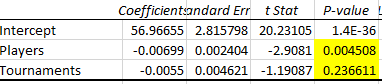 Coefficients andard Err t Stat P-value
Intercept 56.96655 2.815798 20.23105 1.4E-36
Players -0.00699 0.002404 -2.9081 0.004508
Tournaments -0.0055 0.004621 -1.19087 0.236611